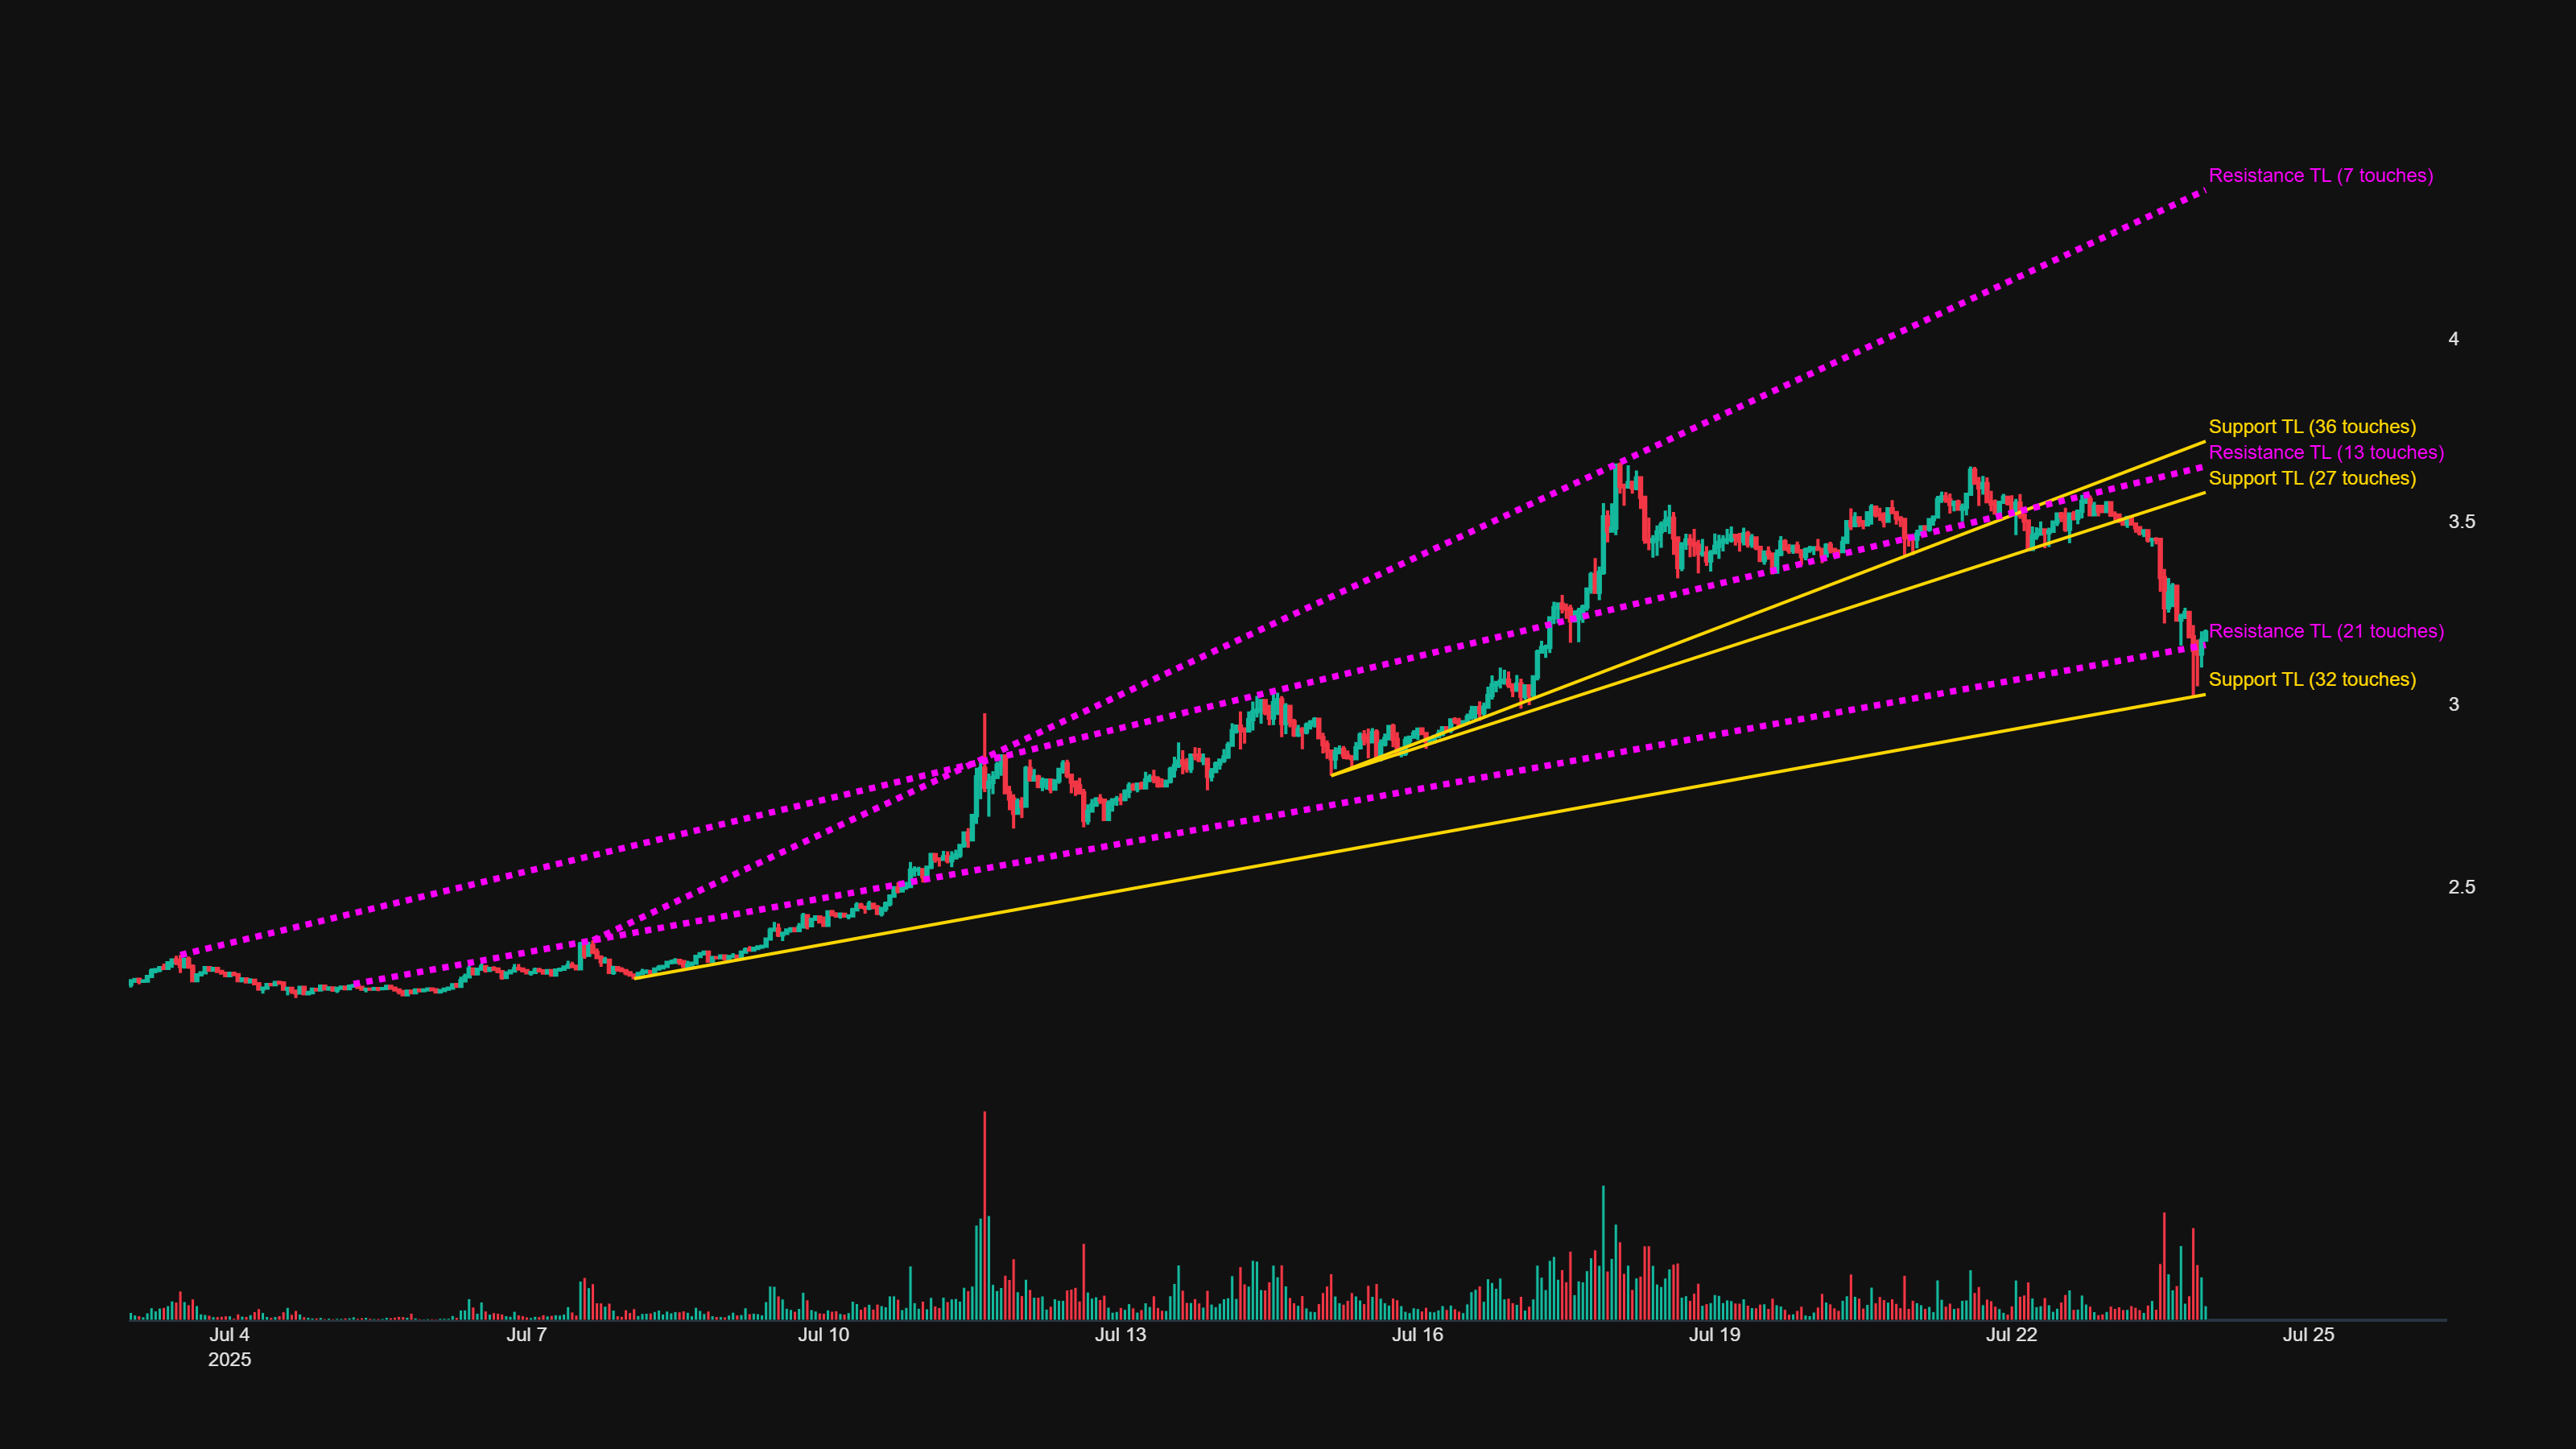 Resistance TL (7 touches)
4
Support TL (36 touches)
Resistance TL (13 touches)
Support TL (27 touches)
3.5
Resistance TL (21 touches)
Support TL (32 touches)
3
2.5
Jul 4
2025
Jul 7
Jul 10
Jul 13
Jul 16
Jul 19
Jul 22
Jul 25